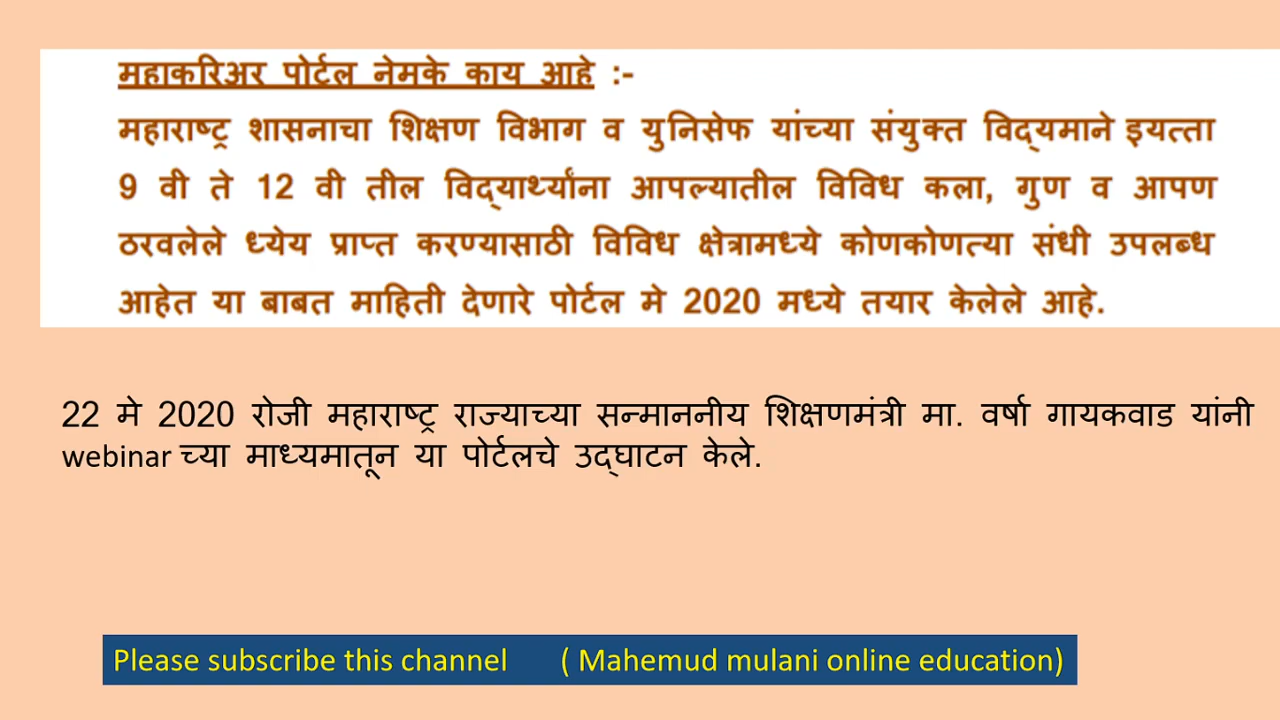 महाकरिअर पोर्टल नेमके काय आहे :-
महाराष्ट्र शासनाचा शिक्षण विभाग व युनिसेफ यांच्या संयुक्त विद्यमाने इयत्ता
9 वी ते 12 वी तील विद्यार्थ्यांना आपल्यातील विविध कला, गुण व आपण
ठरवलेले ध्येय प्राप्त करण्यासाठी विविध क्षेत्रामध्ये कोणकोणत्या संधी उपलब्ध
आहेत या बाबत माहिती देणारे पोर्टल मे 2020 मध्ये तयार केलेले आहे.
22 मे 2020 रोजी महाराष्ट्र राज्याच्या सन्माननीय शिक्षणमंत्री मा. वर्षा गायकवाड यांनी
webinar च्या माध्यमातून या पोर्टलचे उद्घाटन केले.
Please subscribe this channel ( Mahemud mulani online education)